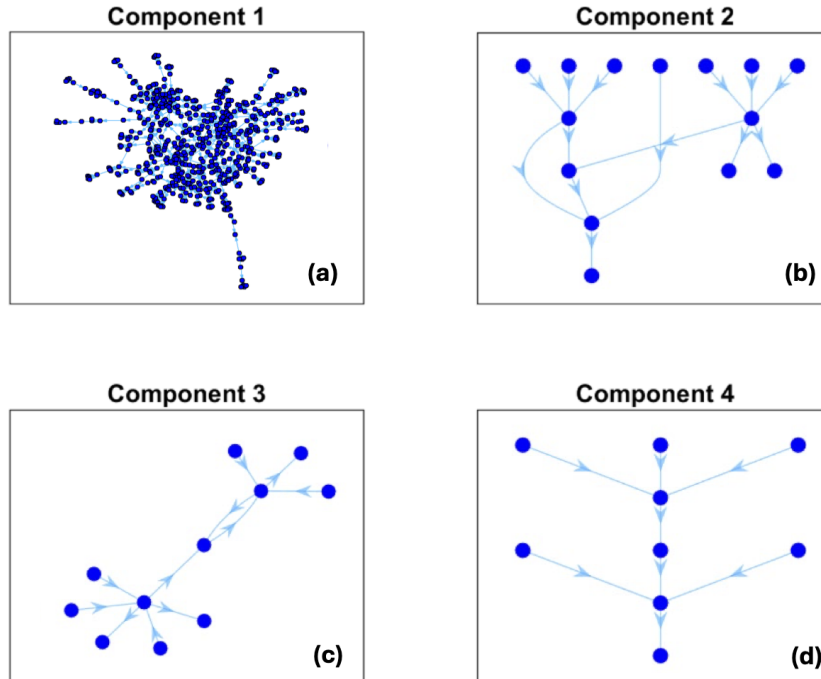 Component 1
(a)
Component 2
(b)
Component 3
(c)
Component 4
(d)